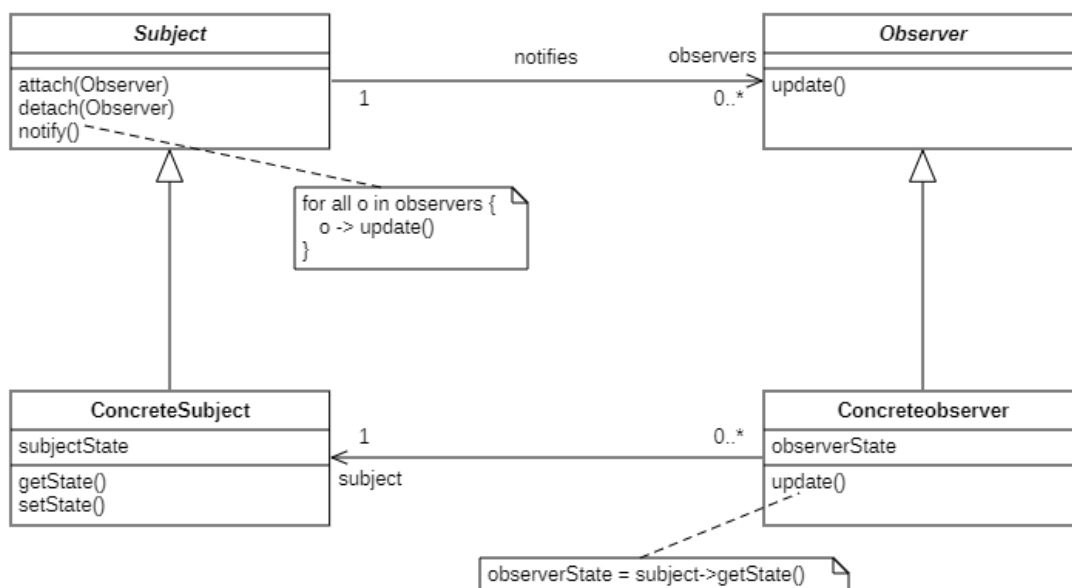 Subject
attach(Observer)
detach(Observer)
notify()
notifies
observers
1
0..*
Observer
update()
for all o in observers {
o -> update()
}
ConcreteSubject
subjectState
getState()
setState()
1
0..*
subject
Concreteobserver
observerState
update()
observerState = subject->getState()